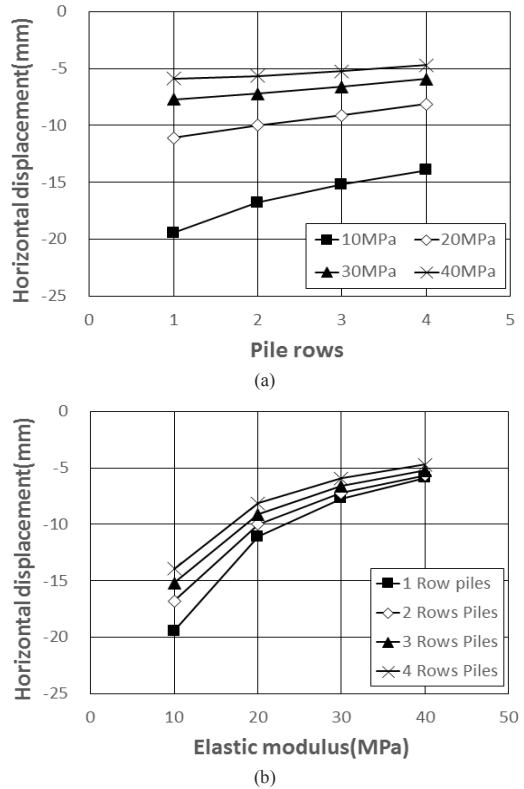 0
-5
-10
-15
-20
-25
Horizontal displacement(mm)
10MPa 20MPa
30MPa 40MPa
0 1 2 3 4 5
Pile rows
(a)
0
-5
-10
-15
-20
-25
Horizontal displacement(mm)
1 Row piles
2 Rows Piles
3 Rows Piles
4 Rows Piles
0 10 20 30 40 50
Elastic modulus(MPa)
(b)